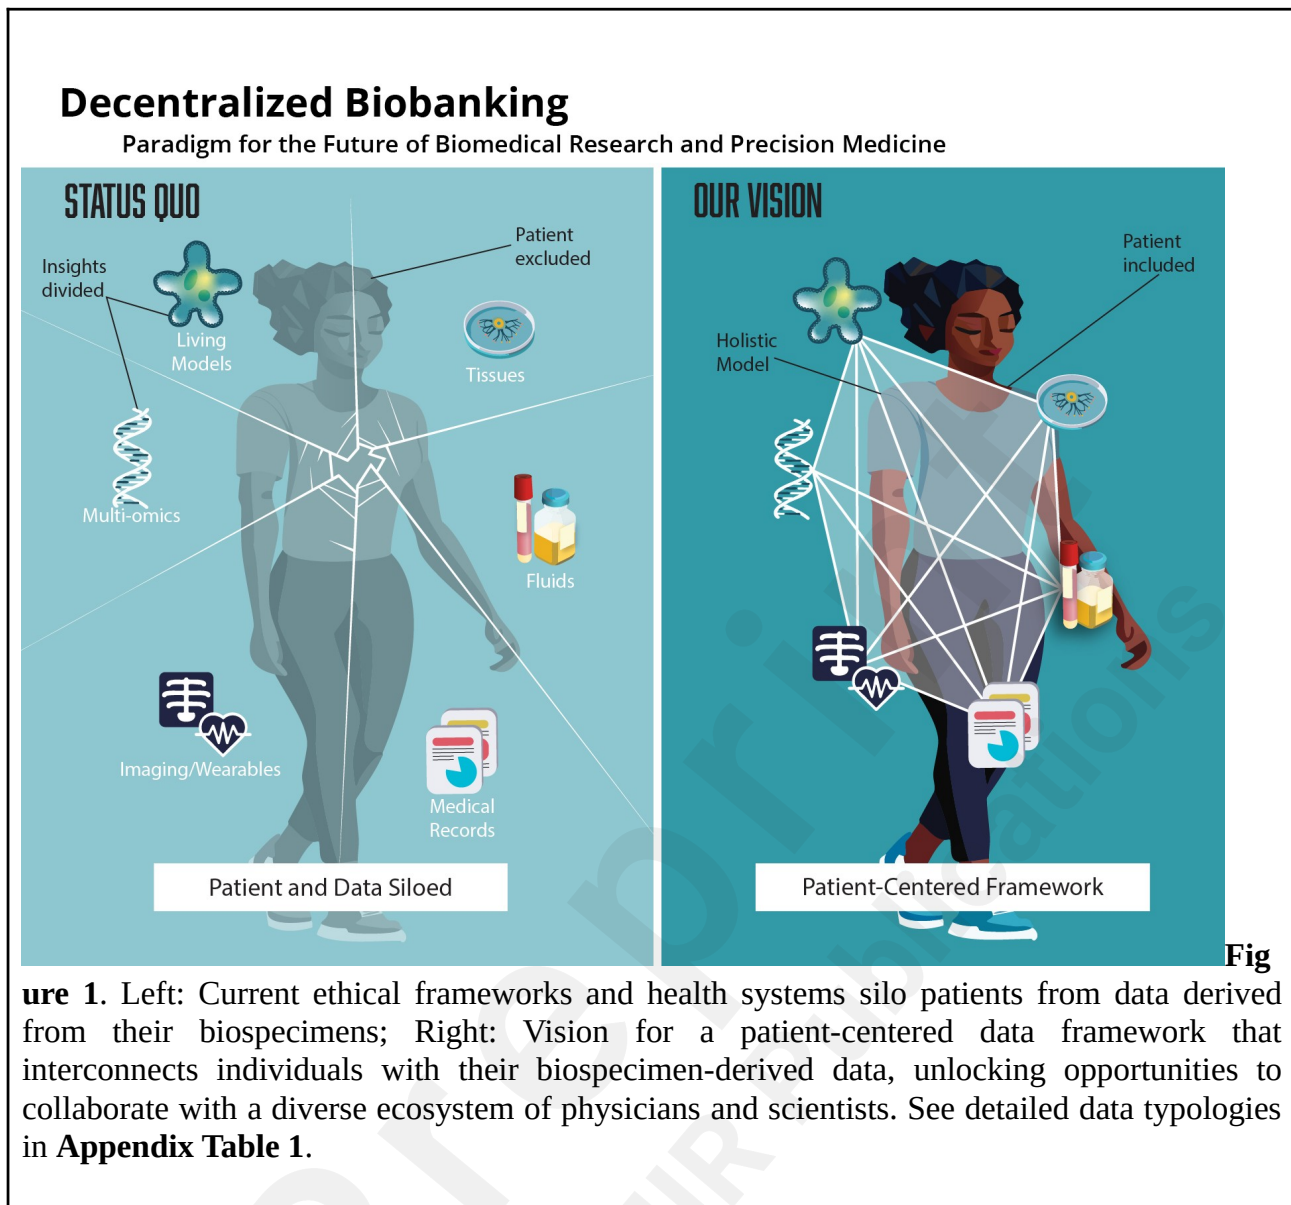 Decentralized Biobanking
Paradigm for the Future of Biomedical Research and Precision Medicine
STATUS QUO
Patient
excluded
Insights
divided
Living
Models
Tissues
Multi-omics
Fluids
Imaging/Wearables
Medical
Records
Patient and Data Siloed
OUR VISION
Patient
included
Holistic
Model
Patient-Centered Framework
Fig
ure 1. Left: Current ethical frameworks and health systems silo patients from data derived
from their biospecimens; Right: Vision for a patient-centered data framework that
interconnects individuals with their biospecimen-derived data, unlocking opportunities to
collaborate with a diverse ecosystem of physicians and scientists. See detailed data typologies
in Appendix Table 1.
Preprint
JMIR Publications